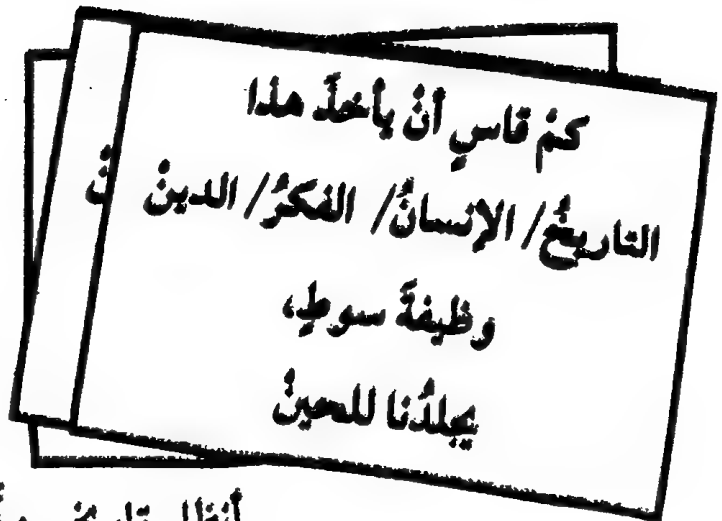 كمْ قاسٍ أنْ يأخذَ هذا
التاريخُ/ الإنسانُ/ الفكرُ/ الدينْ
وظيفةَ سوطٍ،
يجلدُنا للحينْ